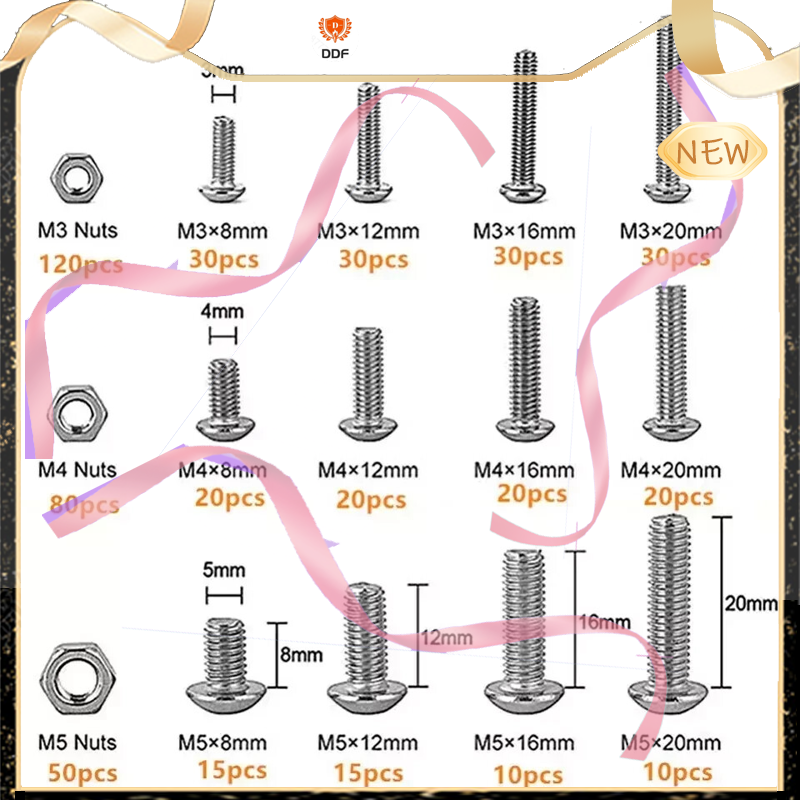 DDF
3mm
NEW
M3 Nuts
M3×8mm
M3×12mm
M3×16mm
M3×20mm
120pcs
30pcs
30pcs
30pcs
30pcs
4mm
M4 Nuts
M4×8mm
M4×12mm
M4×16mm
M4×20mm
80pcs
20pcs
20pcs
20pcs
20pcs
5mm
8mm
12mm
16mm
20mm
M5 Nuts
M5×8mm
M5×12mm
M5×16mm
M5×20mm
50pcs
15pcs
15pcs
10pcs
10pcs